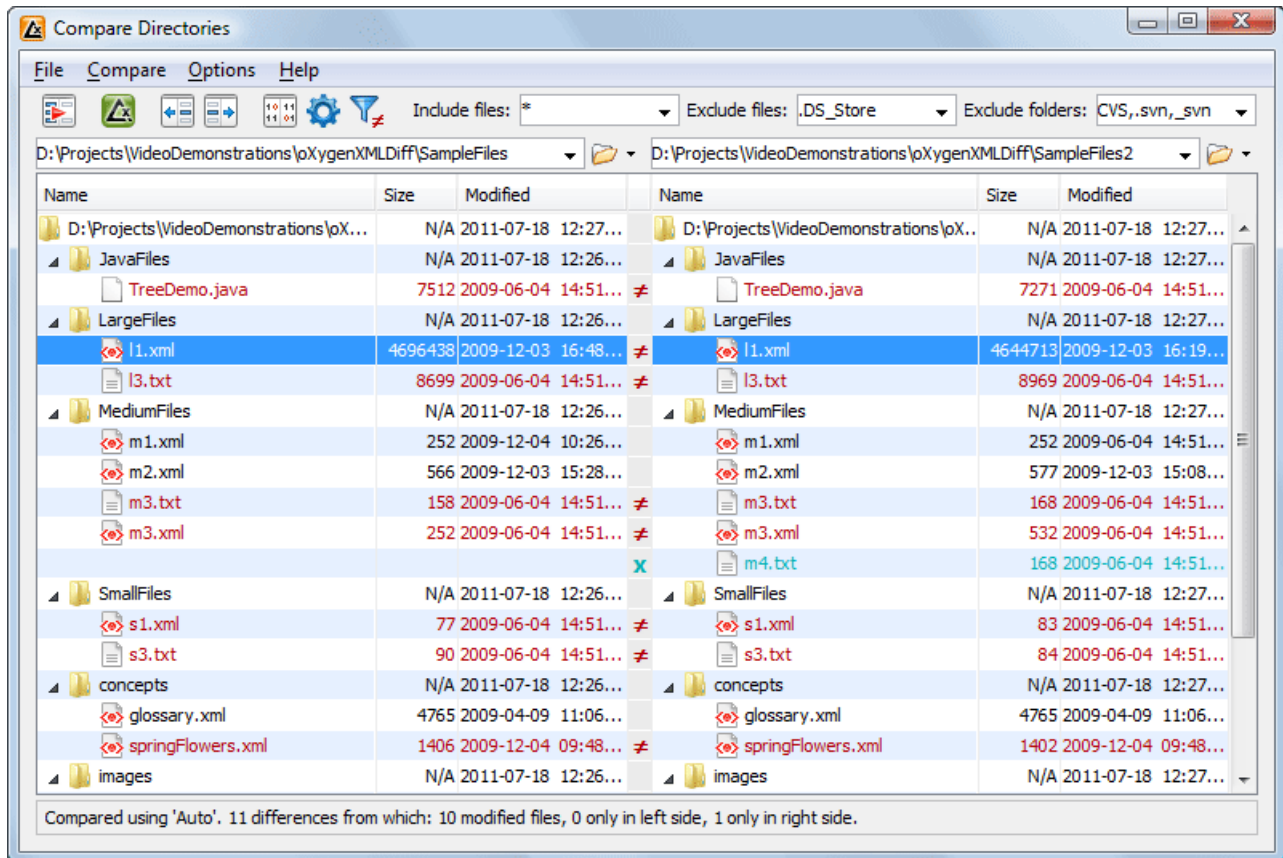 Compare Directories
File Compare Options Help
Include files: * Exclude files: .DS_Store Exclude folders: CVS,.svn,_svn
D:\Projects\VideoDemonstrations\oXygenXMLDiff\SampleFiles D:\Projects\VideoDemonstrations\oXygenXMLDiff\SampleFiles2
Name Size Modified Name Size Modified
D:\Projects\VideoDemonstrations\oX... N/A 2011-07-18 12:27... D:\Projects\VideoDemonstrations\oX.. N/A 2011-07-18 12:27...
JavaFiles N/A 2011-07-18 12:26... JavaFiles N/A 2011-07-18 12:27...
TreeDemo.java 7512 2009-06-04 14:51... ≠ TreeDemo.java 7271 2009-06-04 14:51...
LargeFiles N/A 2011-07-18 12:26... LargeFiles N/A 2011-07-18 12:27...
l1.xml 4696438 2009-12-03 16:48... ≠ l1.xml 4644713 2009-12-03 16:19...
l3.txt 8699 2009-06-04 14:51... ≠ l3.txt 8969 2009-06-04 14:51...
MediumFiles N/A 2011-07-18 12:26... MediumFiles N/A 2011-07-18 12:27...
m1.xml 252 2009-12-04 10:26... m1.xml 252 2009-06-04 14:51...
m2.xml 566 2009-12-03 15:28... m2.xml 577 2009-12-03 15:08...
m3.txt 158 2009-06-04 14:51... ≠ m3.txt 168 2009-06-04 14:51...
m3.xml 252 2009-06-04 14:51... ≠ m3.xml 532 2009-06-04 14:51...
x m4.txt 168 2009-06-04 14:51...
SmallFiles N/A 2011-07-18 12:26... SmallFiles N/A 2011-07-18 12:27...
s1.xml 77 2009-06-04 14:51... ≠ s1.xml 83 2009-06-04 14:51...
s3.txt 90 2009-06-04 14:51... ≠ s3.txt 84 2009-06-04 14:51...
concepts N/A 2011-07-18 12:26... concepts N/A 2011-07-18 12:27...
glossary.xml 4765 2009-04-09 11:06... glossary.xml 4765 2009-04-09 11:06...
springFlowers.xml 1406 2009-12-04 09:48... ≠ springFlowers.xml 1402 2009-12-04 09:48...
images N/A 2011-07-18 12:26... images N/A 2011-07-18 12:27...
Compared using 'Auto'. 11 differences from which: 10 modified files, 0 only in left side, 1 only in right side.